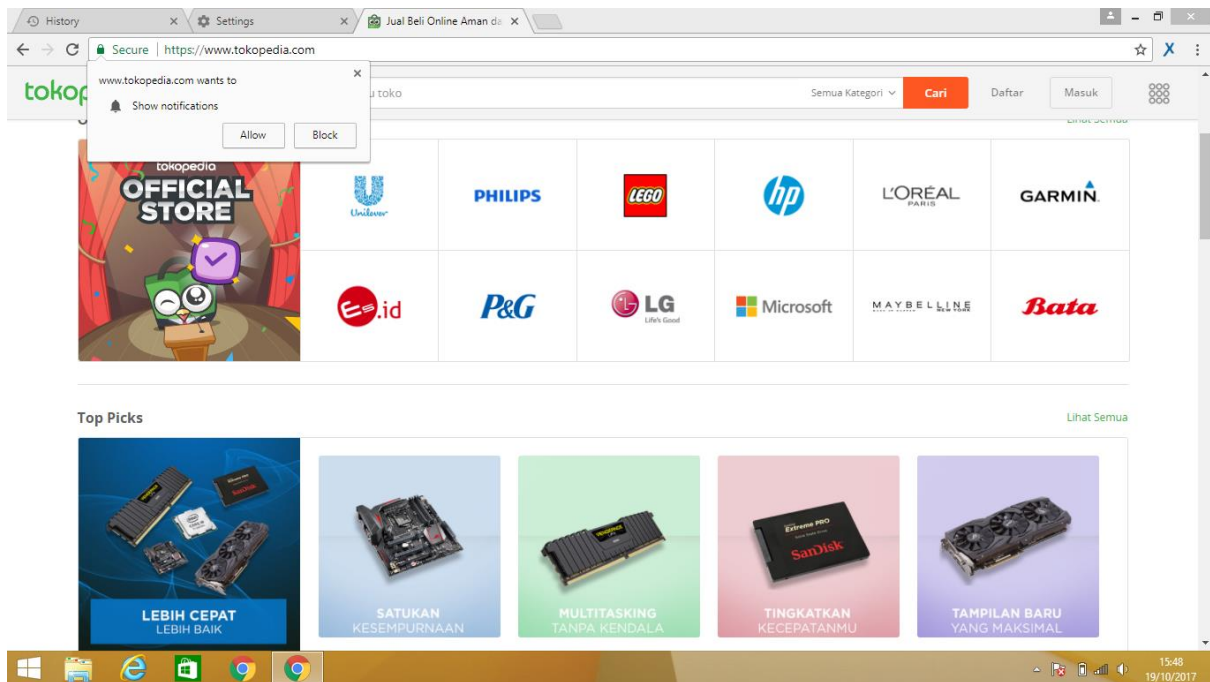 History
Settings
Jual Beli Online Aman da
Secure
https://www.tokopedia.com
www.tokopedia.com wants to
Show notifications
Allow
Block
u toko
Semua Kategori
Cari
Daftar
Masuk
Lihat Semua
tokopedia
OFFICIAL
STORE
Unilever
PHILIPS
LEGO
hp
L'ORÉAL
PARIS
GARMIN.
Es.id
P&G
LG
Life's Good
Microsoft
MAYBELLINE
NEW YORK
Bata
Top Picks
Lihat Semua
LEBIH CEPAT
LEBIH BAIK
SATUKAN
KESEMPURNAAN
VENGEANCE
MULTITASKING
TANPA KENDALA
Extreme PRO
SanDisk
TINGKATKAN
KECEPATANMU
TAMPILAN BARU
YANG MAKSIMAL
15:48
19/10/2017